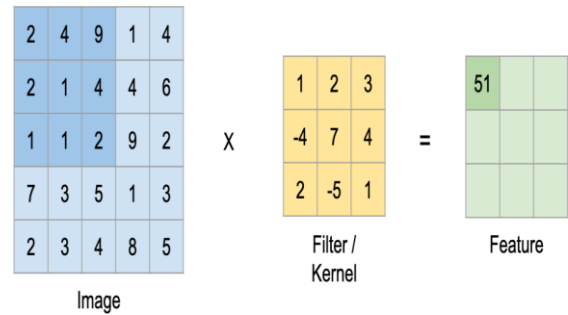 2 4 9 1 4
2 1 4 4 6
1 1 2 9 2
7 3 5 1 3
2 3 4 8 5
Image
X
1 2 3
-4 7 4
2 -5 1
Filter /
Kernel
=
51
Feature